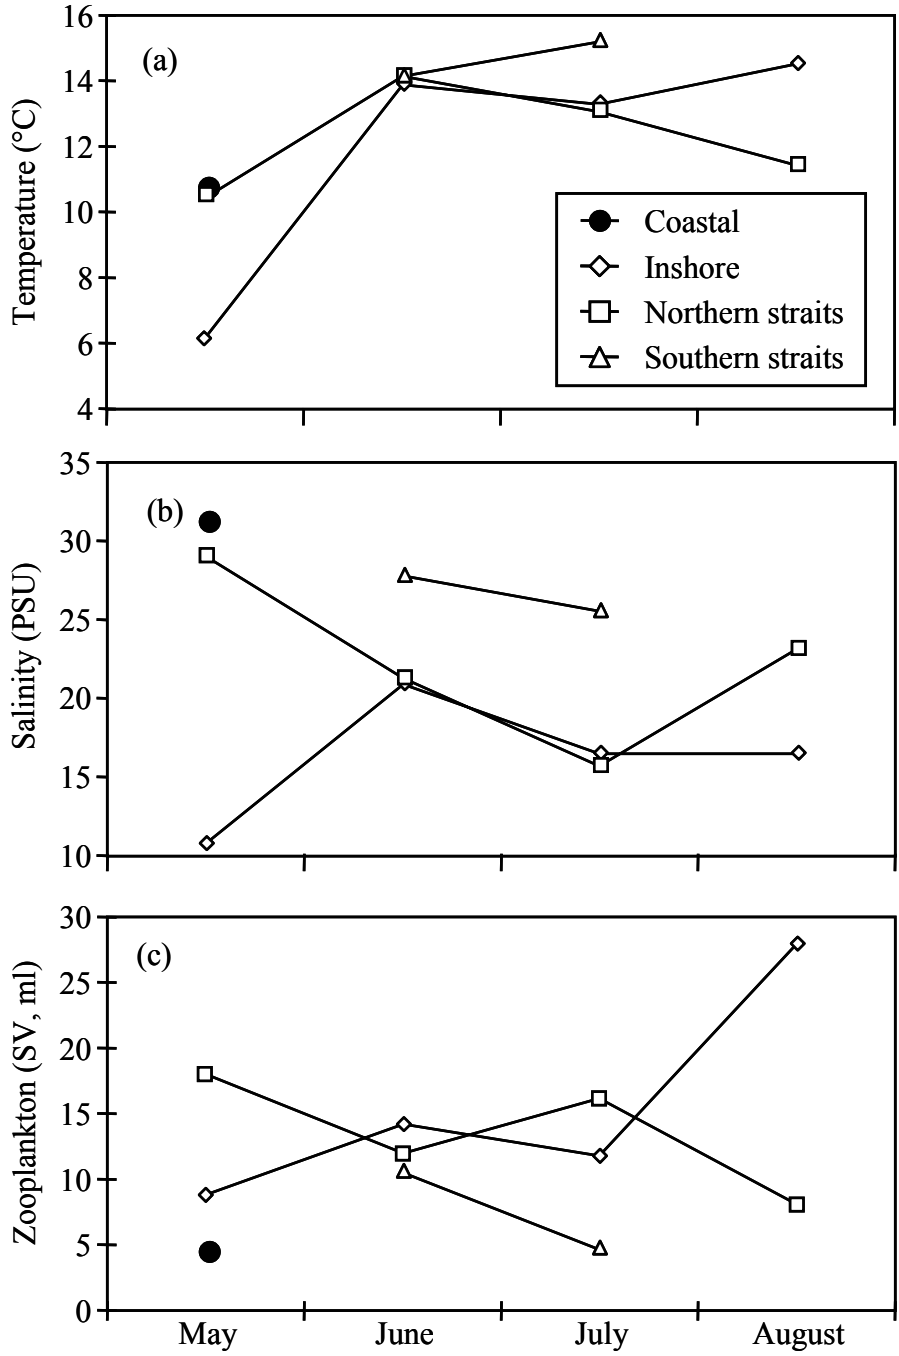 16
14
12
10
8
6
4
Temperature (°C)
(a)
Coastal
Inshore
Northern straits
Southern straits
35
30
25
20
15
10
Salinity (PSU)
(b)
30
25
20
15
10
5
0
Zooplankton (SV, ml)
(c)
May June July August